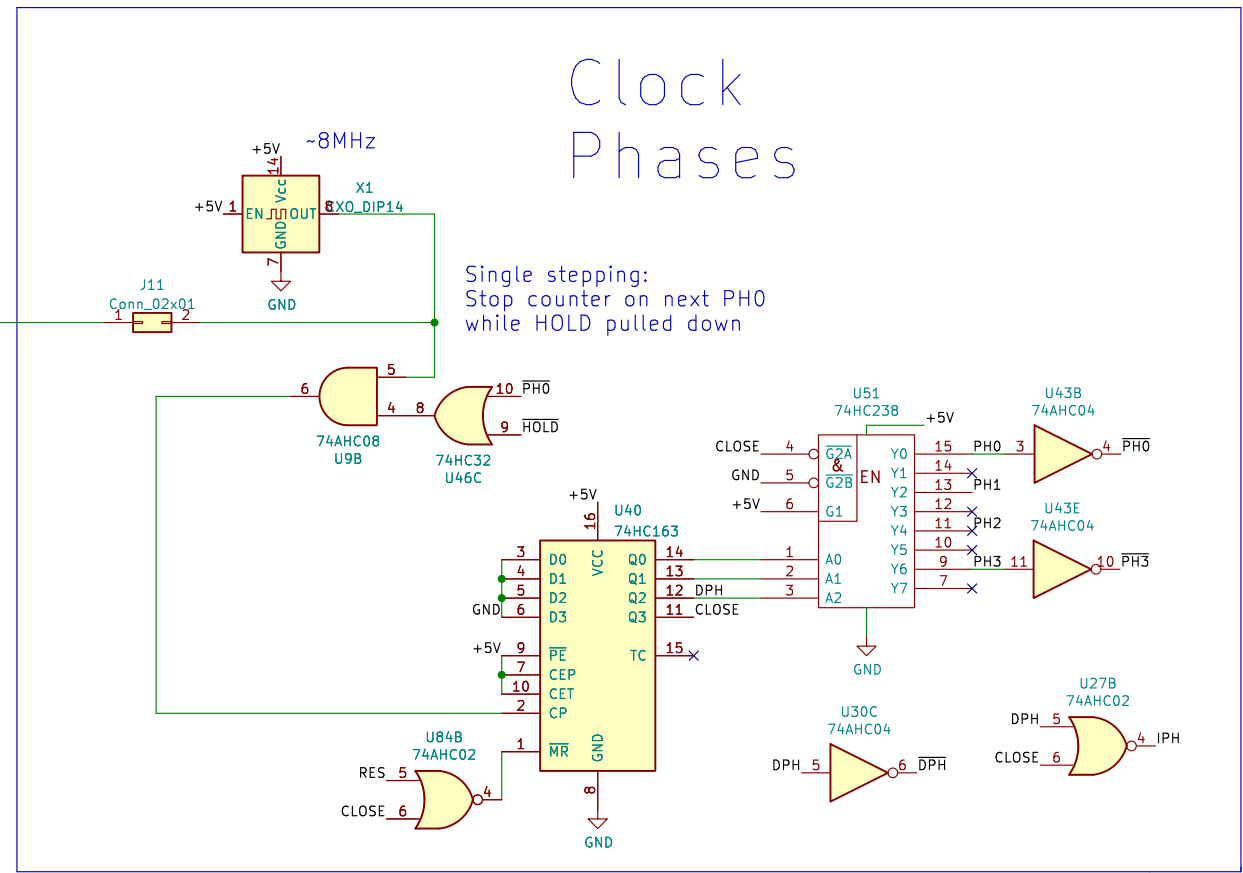 Clock
Phases
~8MHz
+5V
14
Vcc
X1
CXO_DIP14
+5V
1
EN
OUT
8
GND
7
GND
Single stepping:
Stop counter on next PH0
while HOLD pulled down
J11
Conn_02x01
1
2
5
6
4
74AHC08
U9B
8
10
PH0
9
HOLD
74HC32
U46C
U51
74HC238
+5V
CLOSE
4
G2A
&
EN
GND
5
G2B
+5V
6
G1
1
A0
2
A1
3
A2
Y0
15
PH0
Y1
14
Y2
13
PH1
Y3
12
Y4
11
PH2
Y5
10
Y6
9
PH3
Y7
7
GND
U43B
74AHC04
3
4
PH0
U43E
74AHC04
11
10
PH3
+5V
16
VCC
U40
74HC163
3
D0
4
D1
5
D2
GND
6
D3
+5V
9
PE
7
CEP
10
CET
2
CP
1
MR
Q0
14
Q1
13
Q2
12
DPH
Q3
11
CLOSE
TC
15
GND
8
GND
U84B
74AHC02
RES
5
CLOSE
6
4
U30C
74AHC04
DPH
5
6
DPH
U27B
74AHC02
DPH
5
CLOSE
6
4
IPH